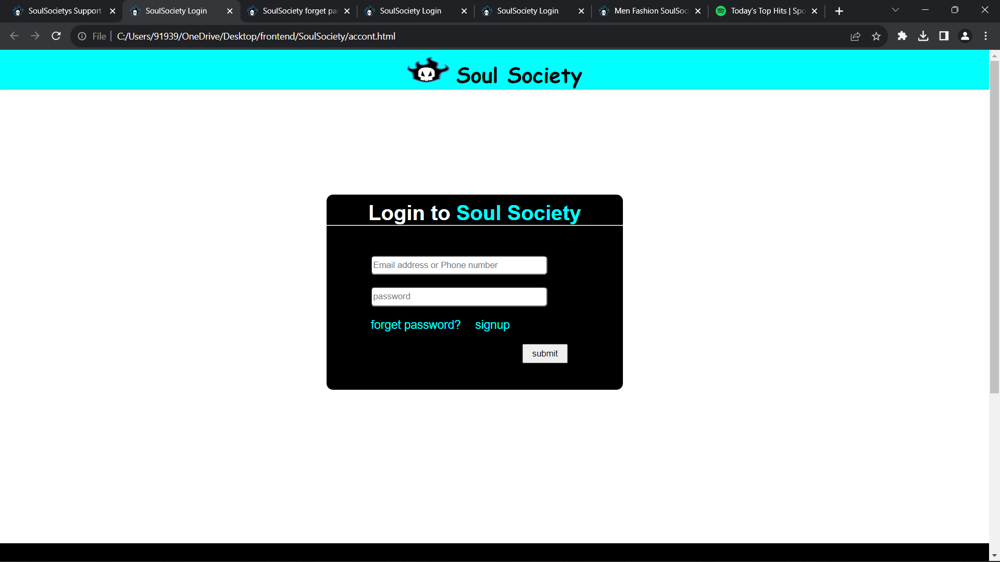 SoulSocietys Support
SoulSociety Login
SoulSociety forget pa
SoulSociety Login
SoulSociety Login
Men Fashion SoulSoci
Today's Top Hits | Spo
File
C:/Users/91939/OneDrive/Desktop/frontend/SoulSociety/accont.html
Soul Society
Login to Soul Society
Email address or Phone number
password
forget password? signup
submit